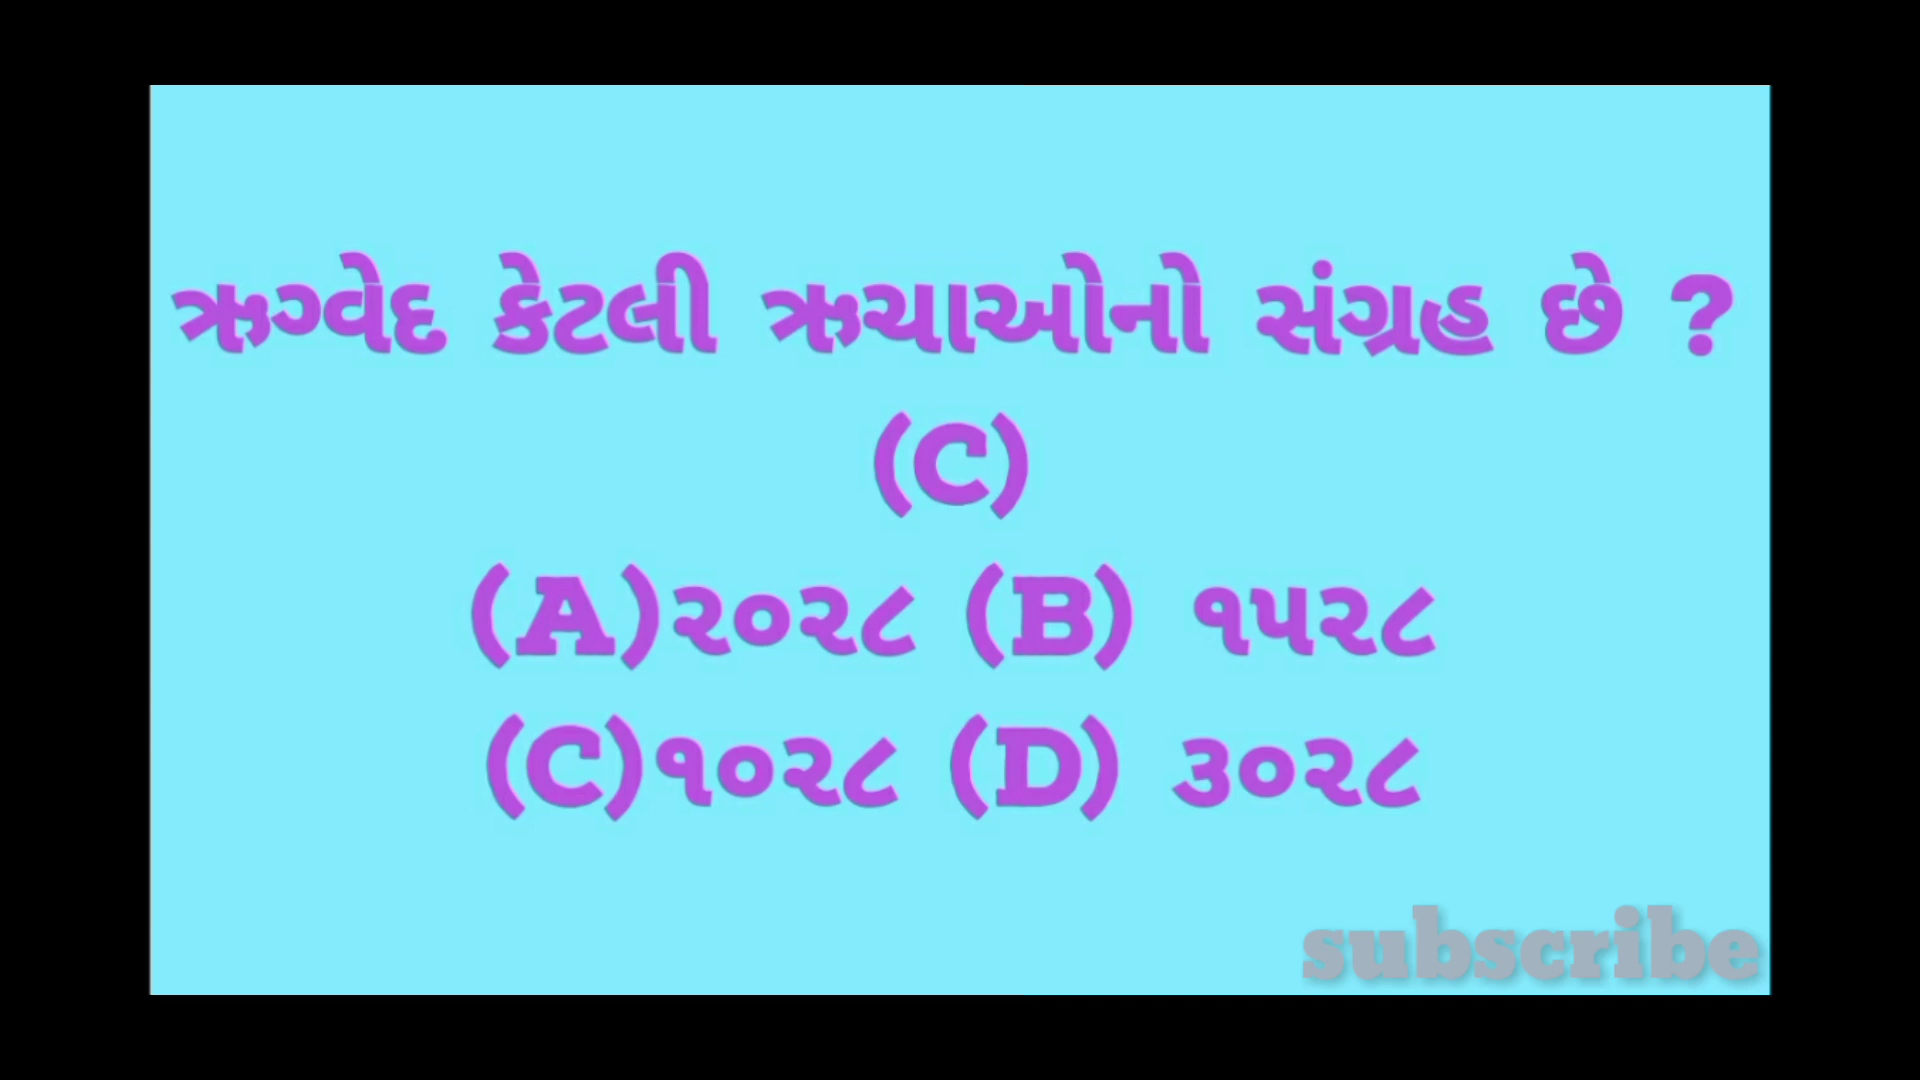 ઋગ્વેદ કેટલી ઋચાઓનો સંગ્રહ છે ?
(C)
(A)૨૦૨૮ (B) ૧૫૨૮
(C)૧૦૨૮ (D) ૩૦૨૮
subscribe